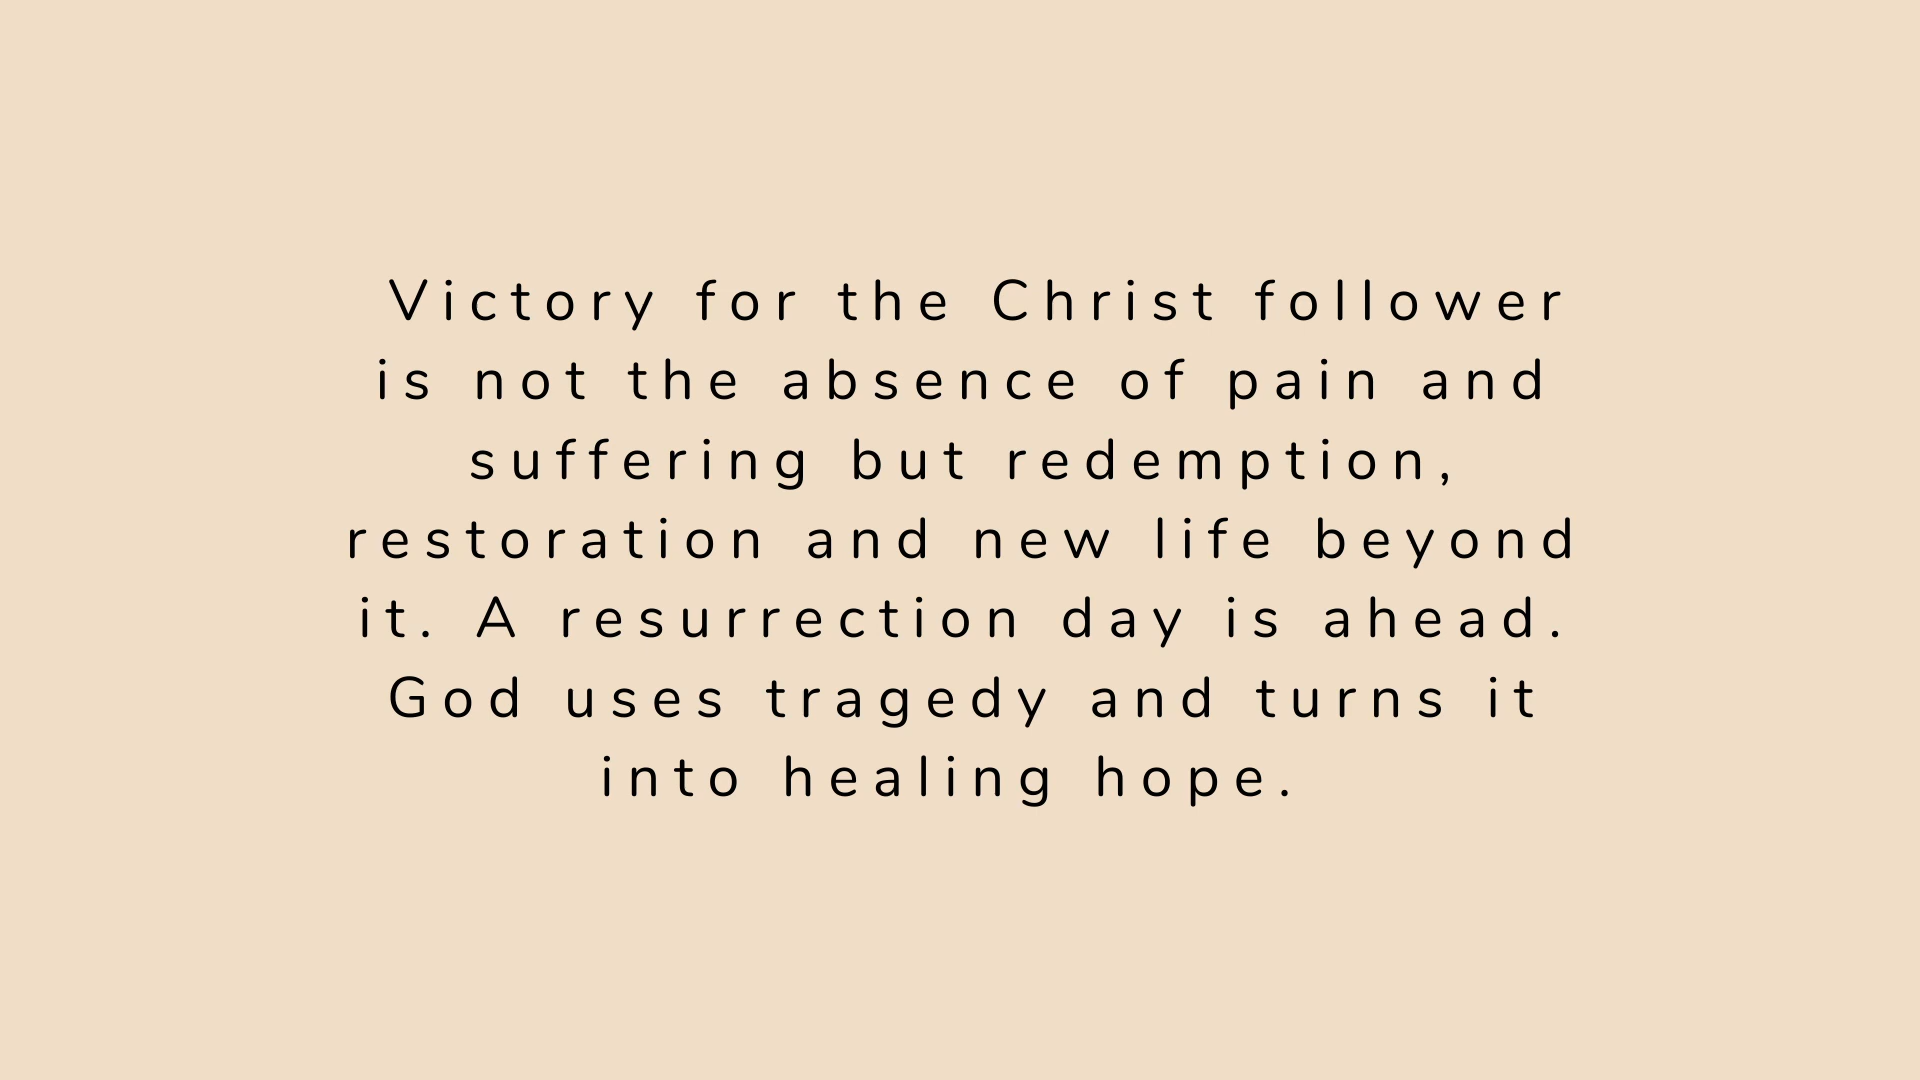 Victory for the Christ follower
is not the absence of pain and
suffering but redemption,
restoration and new life beyond
it. A resurrection day is ahead.
God uses tragedy and turns it
into healing hope.